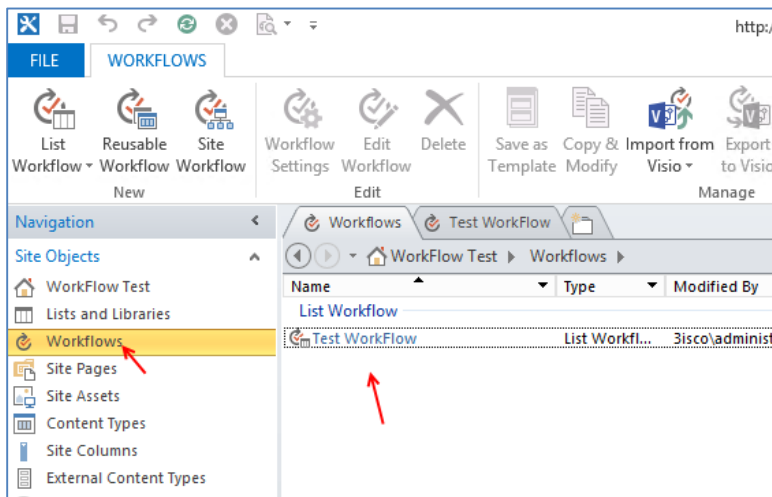 http:/
FILE WORKFLOWS
List Workflow Reusable Workflow Site Workflow Workflow Settings Edit Workflow Delete Save as Template Copy & Modify Import from Visio Export to Visio
New Edit Manage
Navigation
Workflows Test WorkFlow
Site Objects
WorkFlow Test Workflows
WorkFlow Test
Name Type Modified By
Lists and Libraries
List Workflow
Workflows
Test WorkFlow List Workfl... 3isco\administ
Site Pages
Site Assets
Content Types
Site Columns
External Content Types